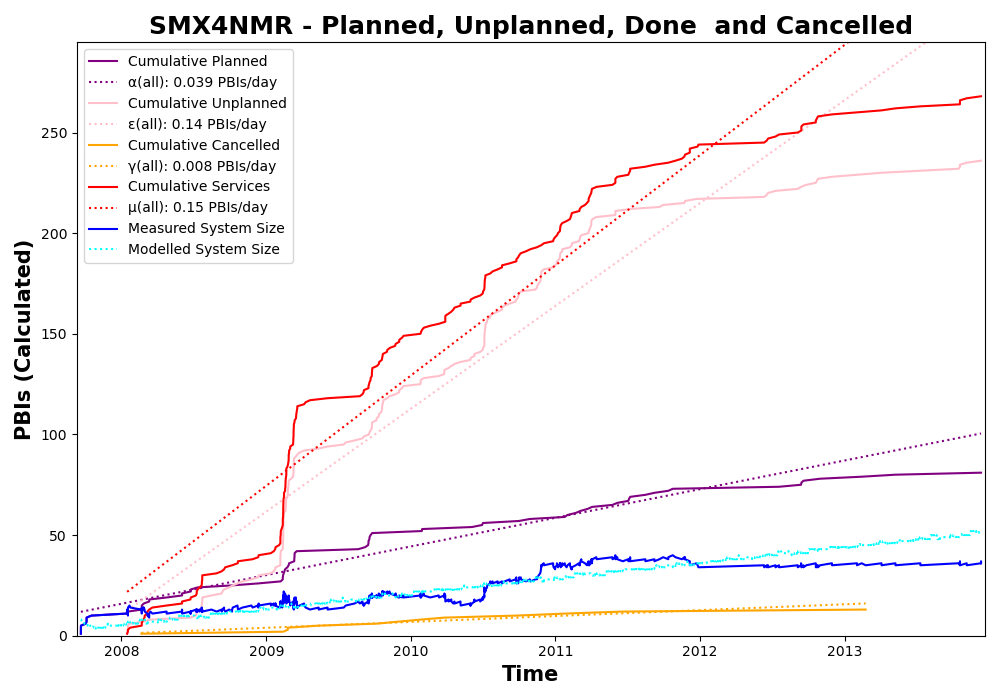 SMX4NMR - Planned, Unplanned, Done  and Cancelled
PBIs (Calculated)
250
200
150
100
50
0
Cumulative Planned
α(all): 0.039 PBIs/day
Cumulative Unplanned
ε(all): 0.14 PBIs/day
Cumulative Cancelled
γ(all): 0.008 PBIs/day
Cumulative Services
μ(all): 0.15 PBIs/day
Measured System Size
Modelled System Size
2008 2009 2010 2011 2012 2013
Time